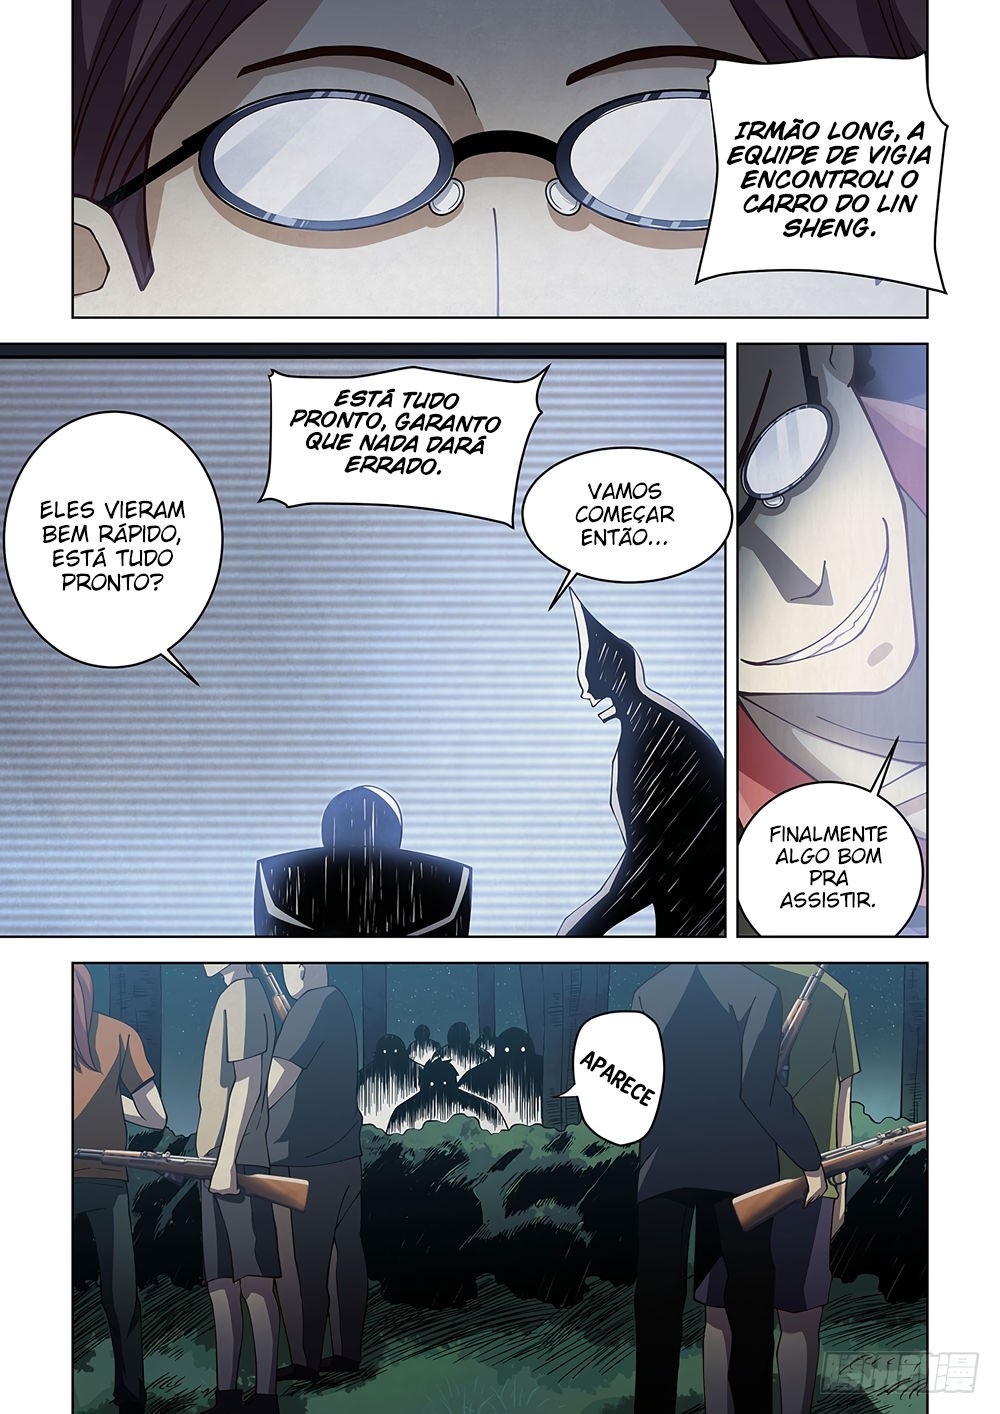 IRMÃO LONG, A
EQUIPE DE VIGIA
ENCONTROU O
CARRO DO LIN
SHENG.
ELES VIERAM
BEM RÁPIDO,
ESTÁ TUDO
PRONTO?
ESTÁ TUDO
PRONTO, GARANTO
QUE NADA DARÁ
ERRADO.
VAMOS
COMEÇAR
ENTÃO...
FINALMENTE
ALGO BOM
PRA
ASSISTIR.
APARECE